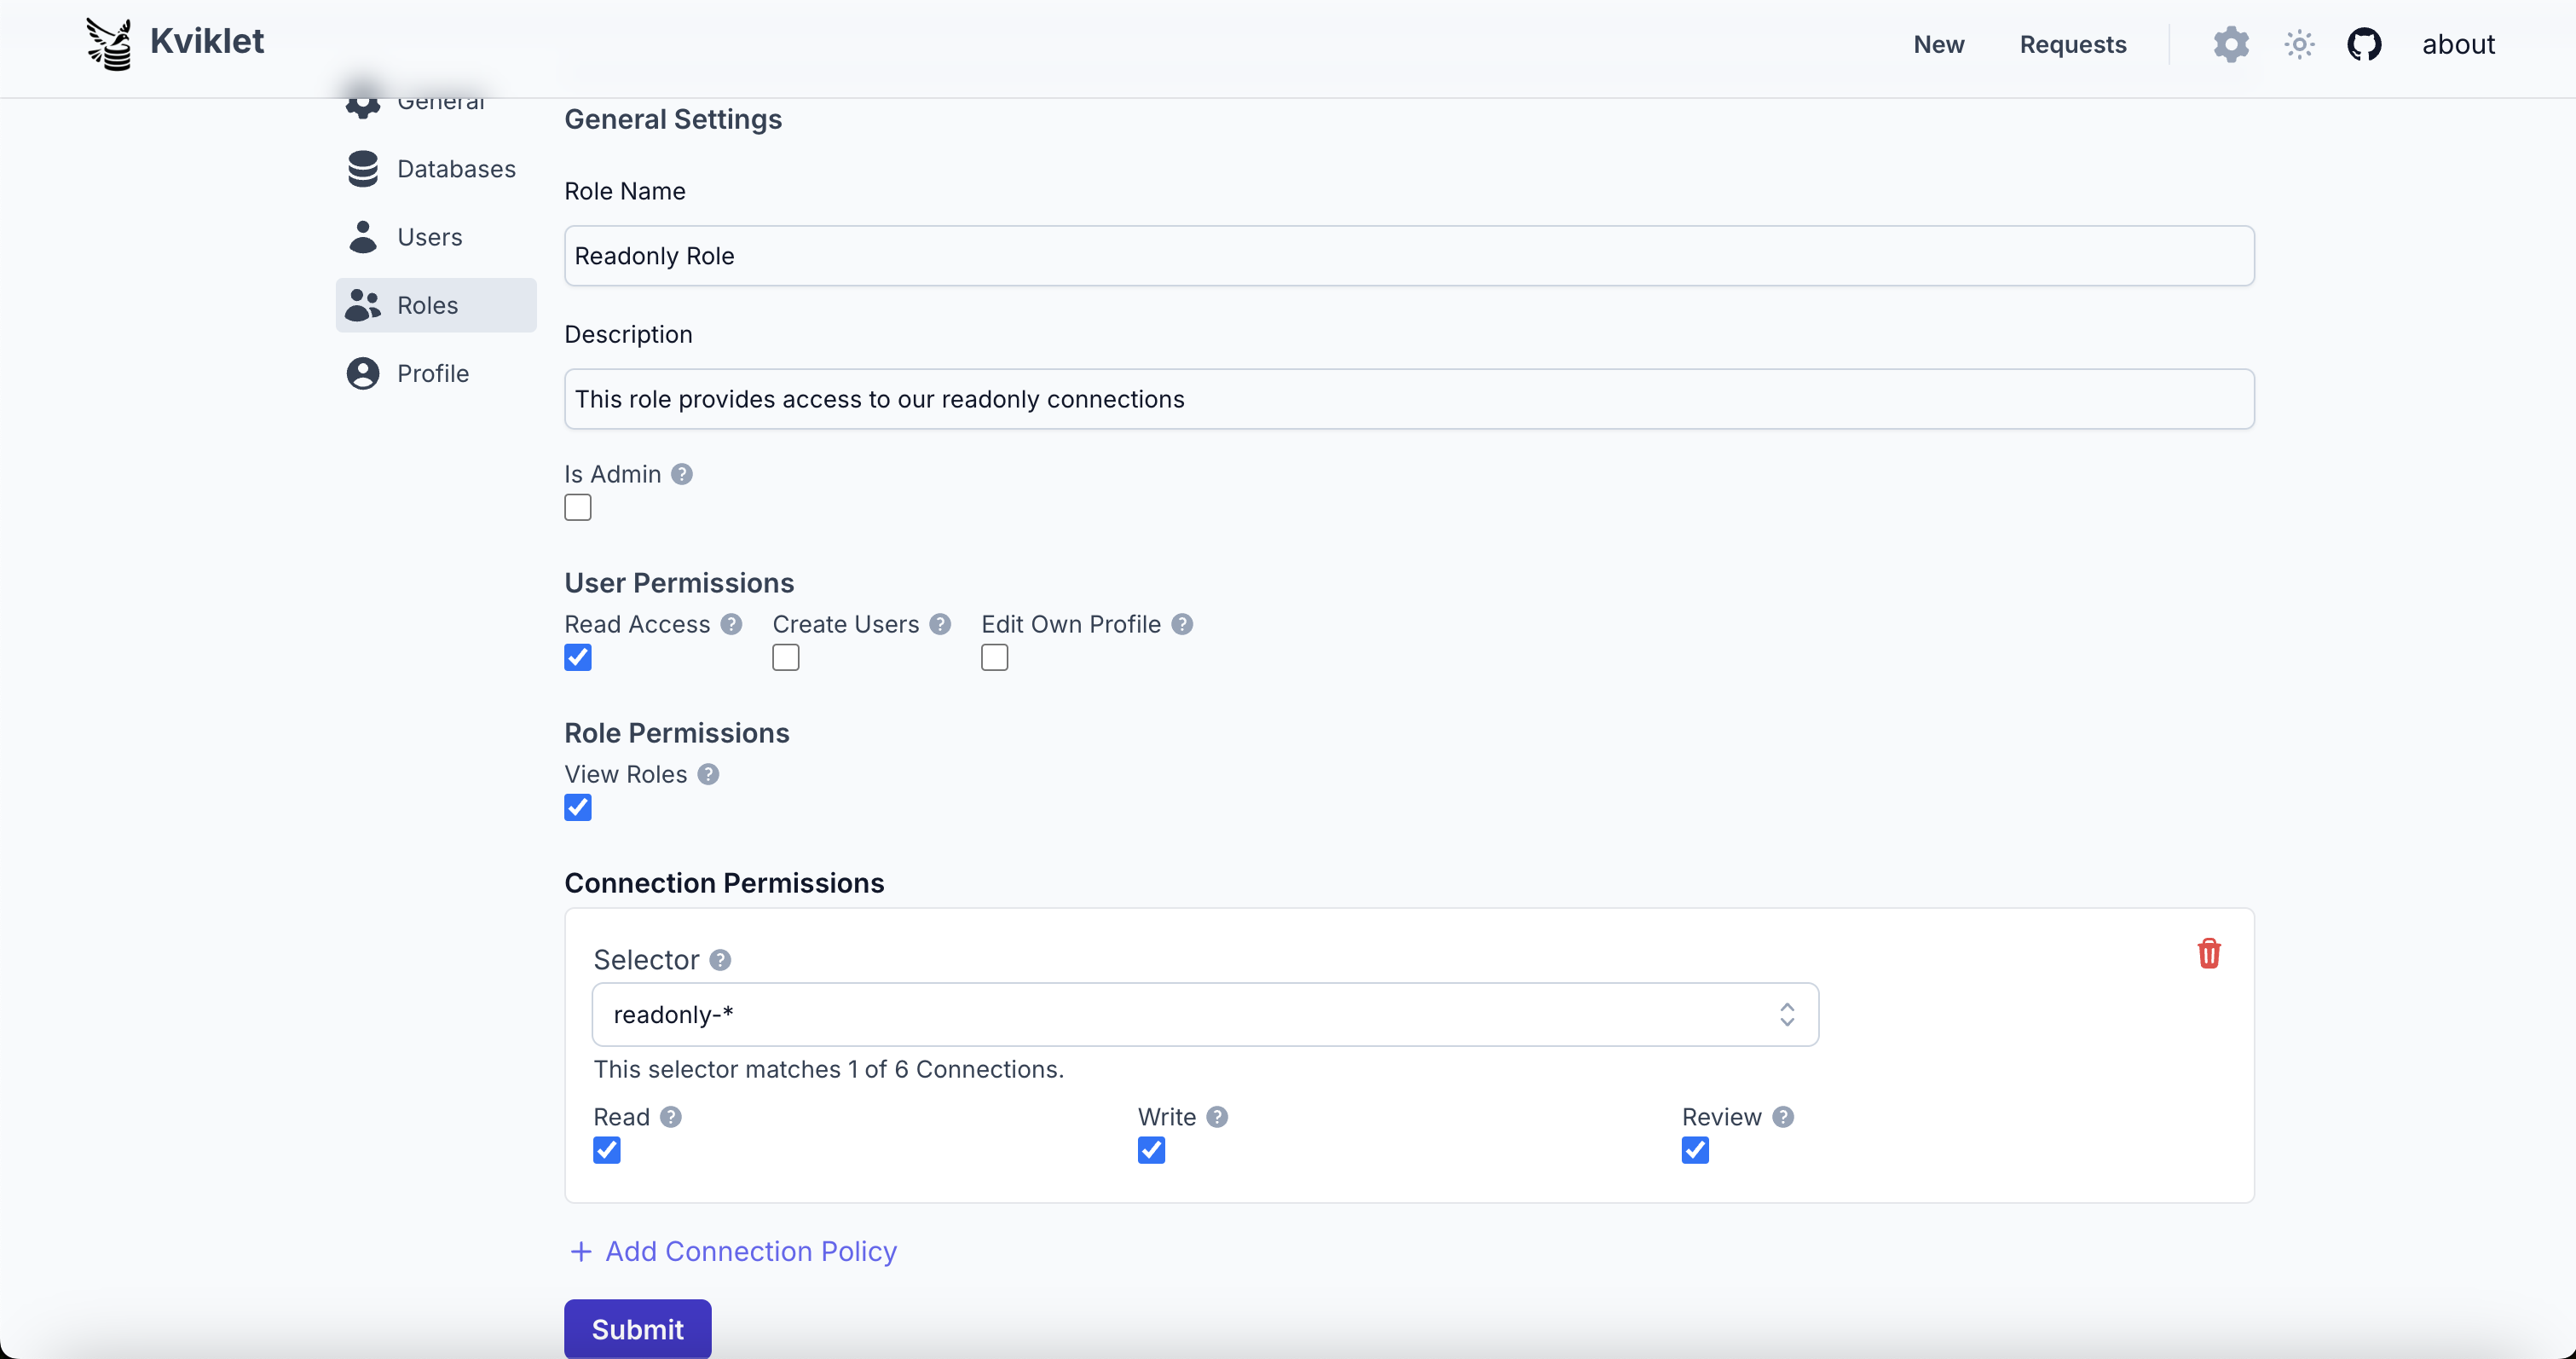 Kviklet
New Requests about
General
Databases
Users
Roles
Profile
General Settings
Role Name
Readonly Role
Description
This role provides access to our readonly connections
Is Admin ?
User Permissions
Read Access ? Create Users ? Edit Own Profile ?
Role Permissions
View Roles ?
Connection Permissions
Selector ?
readonly-*
This selector matches 1 of 6 Connections.
Read ? Write ? Review ?
+ Add Connection Policy
Submit